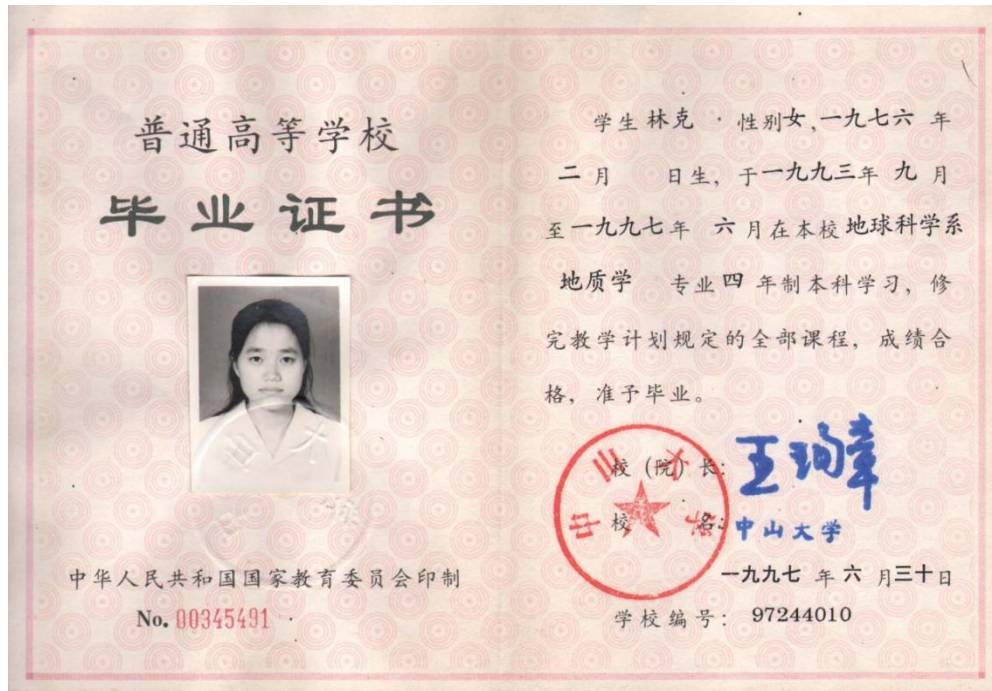 普通高等学校
毕业证书
中华人民共和国国家教育委员会印制
No. 00345491
学生林克 性别女,一九七六年
二月 日生，于一九九三年九月
至一九九七年六月在本校地球科学系
地质学 专业四年制本科学习，修
完教学计划规定的全部课程，成绩合
格，准予毕业。
校（院）长：王珣章
校 名：中山大学
中山大学
一九九七年六月三十日
学校编号：97244010